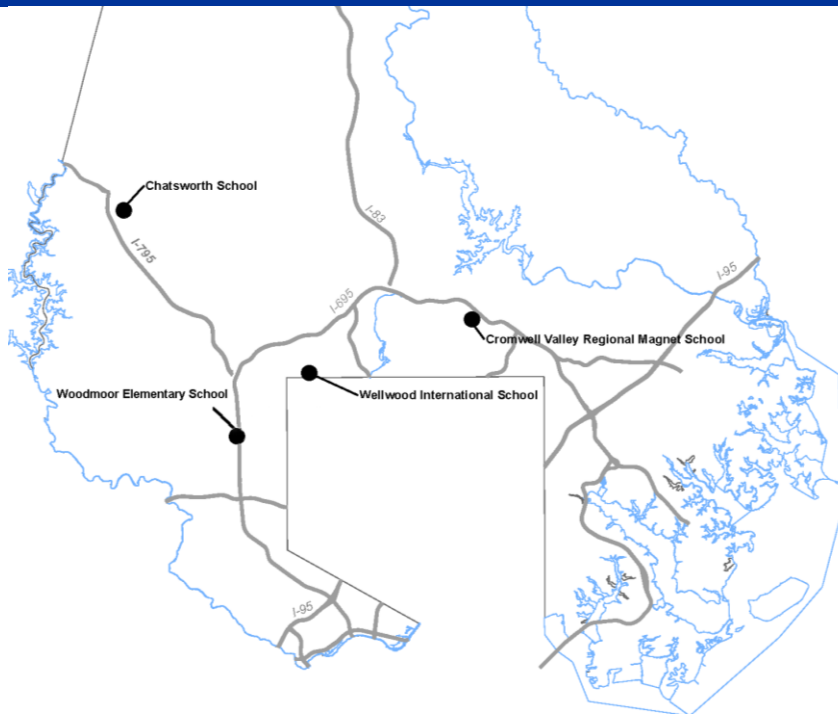 Chatsworth School
I-83
I-795
I-95
I-695
Cromwell Valley Regional Magnet School
Woodmoor Elementary School
Wellwood International School
I-95